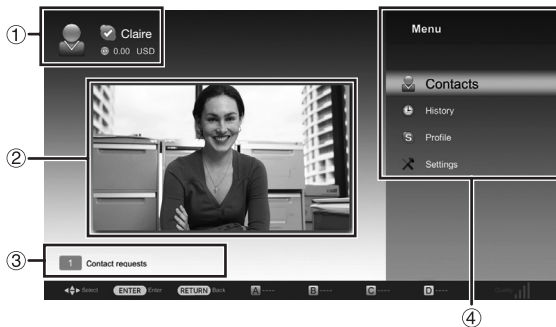 ①
Claire
0.00 USD
Menu
Contacts
History
Profile
Settings
②
③
1 Contact requests
Select ENTER Enter RETURN Back A ---- B ---- C ---- D ---- Quality
④